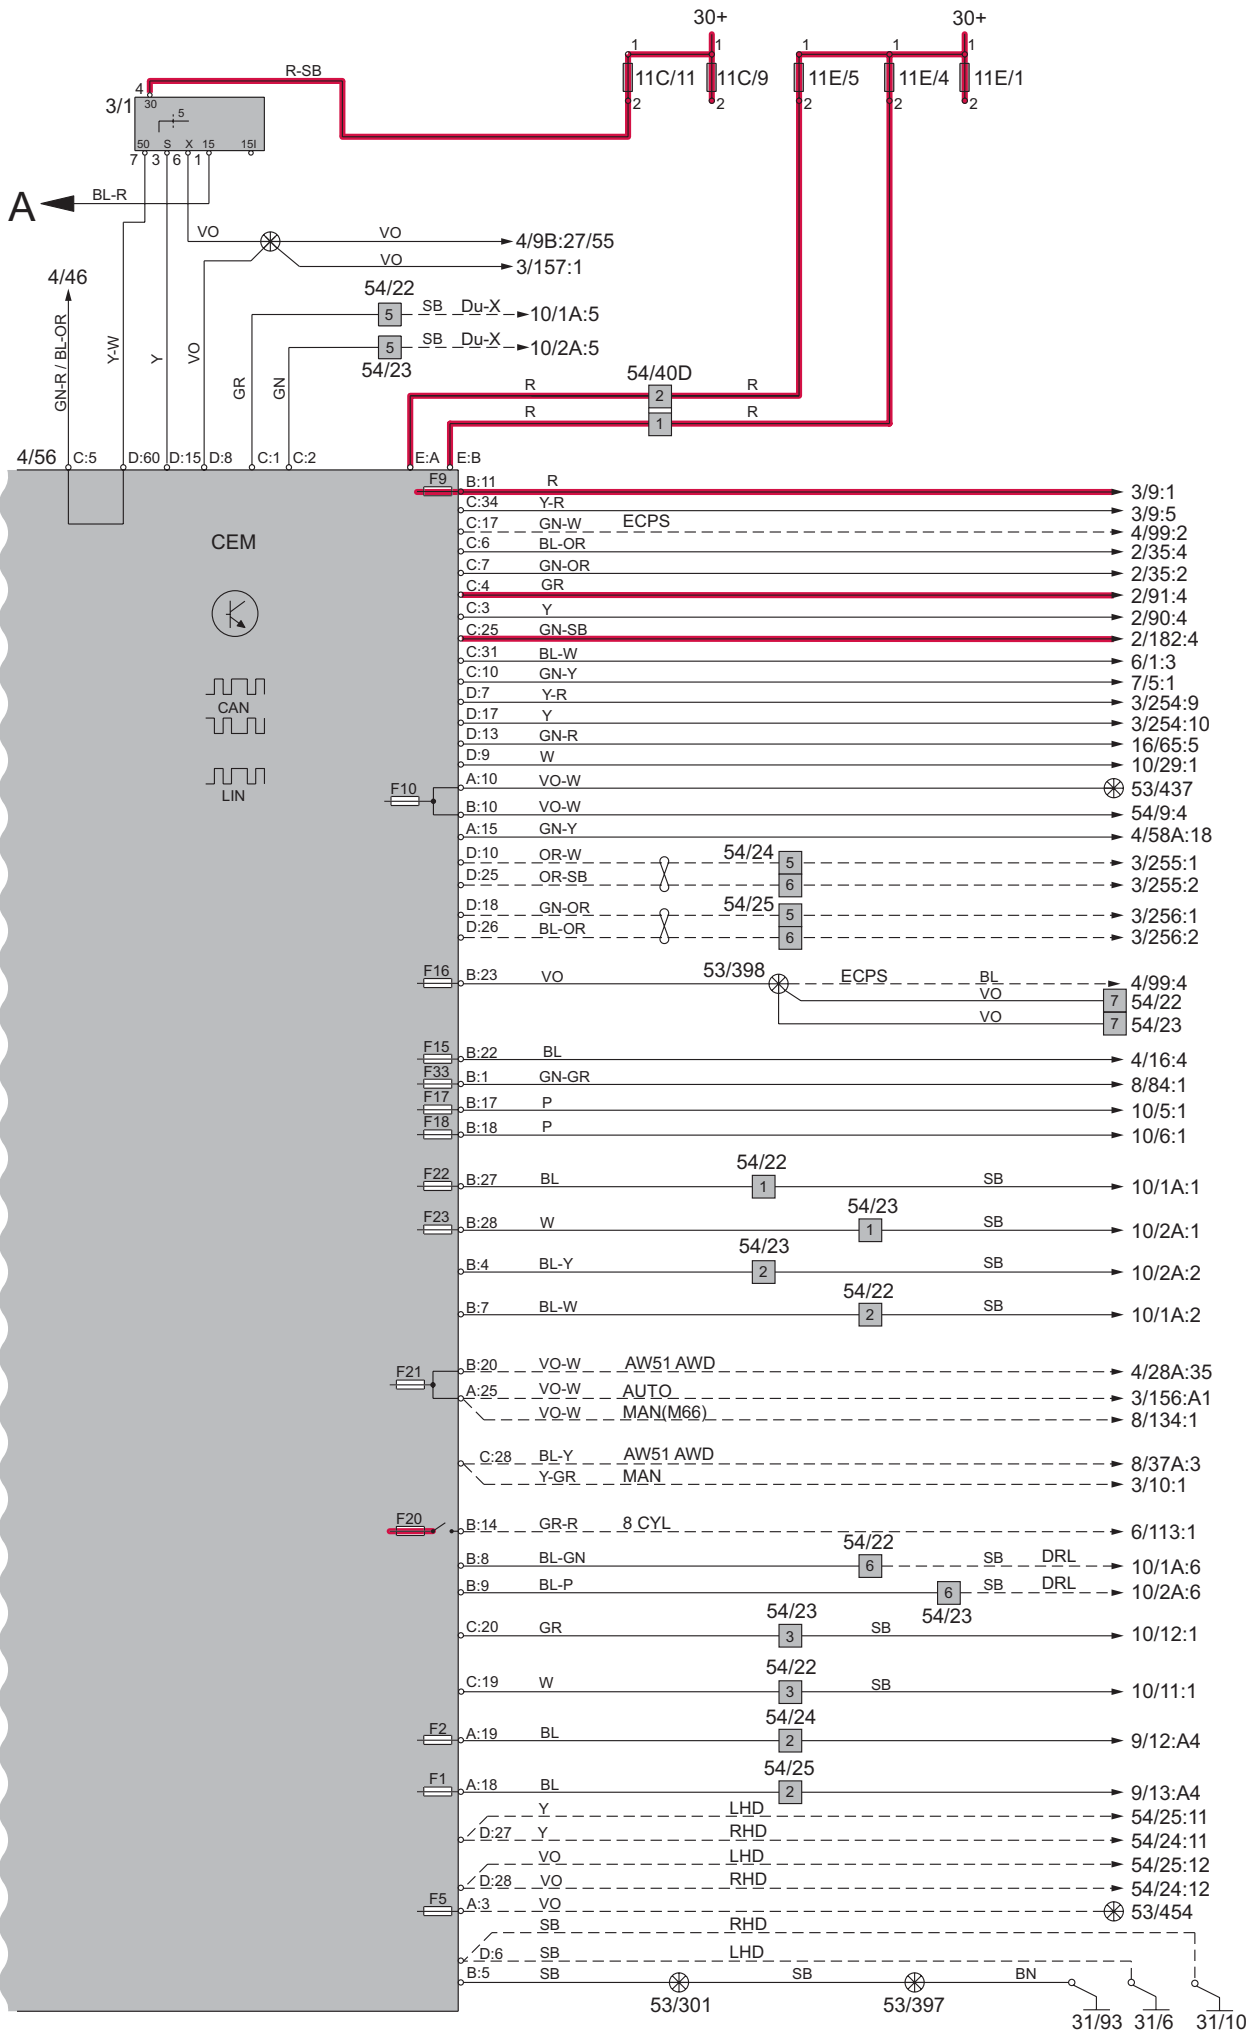 30+ 30+
1 1 1 1 1
11C/11 11C/9 11E/5 11E/4 11E/1
2 2 2 2 2
R-SB
4
3/1 30
5
50 S X 15 15I
7 3 6 1
A BL-R
VO VO 4/9B:27/55
VO 3/157:1
4/46
54/22
5 SB Du-X 10/1A:5
5 SB Du-X 10/2A:5
54/23
GN-R / BL-OR Y-W Y VO GR GN
54/40D
R 2 R
R 1 R
4/56 C:5 D:60 D:15 D:8 C:1 C:2 E:A E:B
F9 B:11 R 3/9:1
C:34 Y-R 3/9:5
C:17 GN-W ECPS 4/99:2
CEM
C:6 BL-OR 2/35:4
C:7 GN-OR 2/35:2
C:4 GR 2/91:4
C:3 Y 2/90:4
C:25 GN-SB 2/182:4
C:31 BL-W 6/1:3
C:10 GN-Y 7/5:1
D:7 Y-R 3/254:9
CAN
D:17 Y 3/254:10
D:13 GN-R 16/65:5
D:9 W 10/29:1
LIN
F10 A:10 VO-W 53/437
B:10 VO-W 54/9:4
A:15 GN-Y 4/58A:18
D:10 OR-W 54/24 5 3/255:1
D:25 OR-SB 6 3/255:2
D:18 GN-OR 54/25 5 3/256:1
D:26 BL-OR 6 3/256:2
F16 B:23 VO 53/398 ECPS BL 4/99:4
VO 7 54/22
VO 7 54/23
F15 B:22 BL 4/16:4
F33 B:1 GN-GR 8/84:1
F17 B:17 P 10/5:1
F18 B:18 P 10/6:1
54/22
F22 B:27 BL 1 SB 10/1A:1
54/23
F23 B:28 W 1 SB 10/2A:1
54/23
B:4 BL-Y 2 SB 10/2A:2
54/22
B:7 BL-W 2 SB 10/1A:2
F21 B:20 VO-W AW51 AWD 4/28A:35
A:25 VO-W AUTO 3/156:A1
VO-W MAN(M66) 8/134:1
C:28 BL-Y AW51 AWD 8/37A:3
Y-GR MAN 3/10:1
F20 B:14 GR-R 8 CYL 6/113:1
54/22
B:8 BL-GN 6 SB DRL 10/1A:6
B:9 BL-P 6 SB DRL 10/2A:6
54/23
54/23
C:20 GR 3 SB 10/12:1
54/22
C:19 W 3 SB 10/11:1
54/24
F2 A:19 BL 2 9/12:A4
54/25
F1 A:18 BL 2 9/13:A4
Y LHD 54/25:11
D:27 Y RHD 54/24:11
VO LHD 54/25:12
D:28 VO RHD 54/24:12
F5 A:3 VO 53/454
SB RHD
D:6 SB LHD
B:5 SB SB BN
53/301 53/397 31/93 31/6 31/10